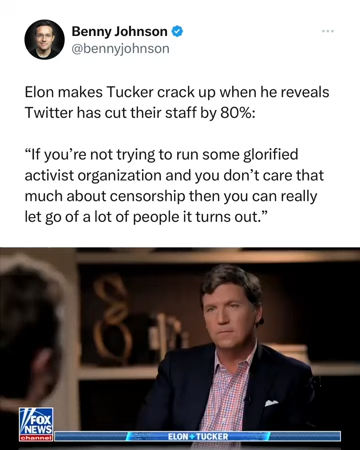 Benny Johnson
@bennyjohnson
Elon makes Tucker crack up when he reveals
Twitter has cut their staff by 80%:
“If you’re not trying to run some glorified
activist organization and you don’t care that
much about censorship then you can really
let go of a lot of people it turns out.”
FOX
NEWS
channel
ELON+TUCKER